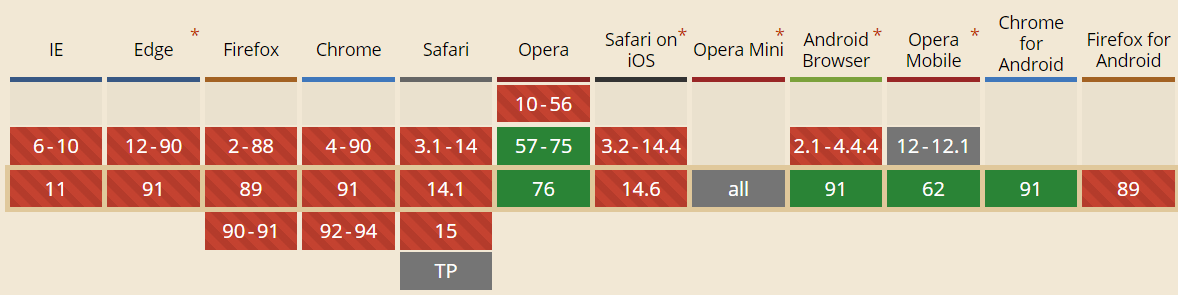 IE Edge * Firefox Chrome Safari Opera Safari on iOS * Opera Mini * Android Browser * Opera Mobile * Chrome for Android Firefox for Android
10-56
6-10 12-90 2-88 4-90 3.1-14 57-75 3.2-14.4 2.1-4.4.4 12-12.1
11 91 89 91 14.1 76 14.6 all 91 62 91 89
90-91 92-94 15
TP